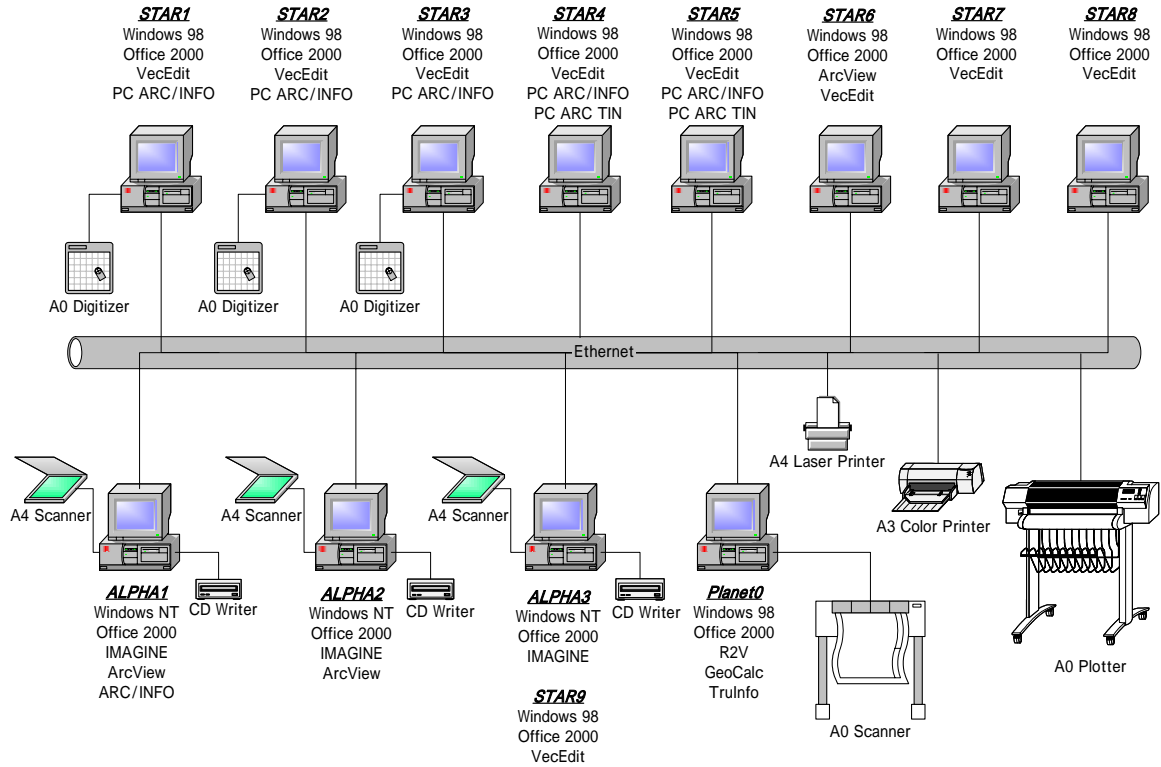 STAR1
Windows 98
Office 2000
VecEdit
PC ARC/INFO
STAR2
Windows 98
Office 2000
VecEdit
PC ARC/INFO
STAR3
Windows 98
Office 2000
VecEdit
PC ARC/INFO
STAR4
Windows 98
Office 2000
VecEdit
PC ARC/INFO
PC ARC TIN
STAR5
Windows 98
Office 2000
VecEdit
PC ARC/INFO
PC ARC TIN
STAR6
Windows 98
Office 2000
ArcView
VecEdit
STAR7
Windows 98
Office 2000
VecEdit
STAR8
Windows 98
Office 2000
VecEdit
A0 Digitizer
A0 Digitizer
A0 Digitizer
Ethernet
A4 Laser Printer
A3 Color Printer
A0 Plotter
A4 Scanner
A4 Scanner
A4 Scanner
CD Writer
CD Writer
CD Writer
ALPHA1
Windows NT
Office 2000
IMAGINE
ArcView
ARC/INFO
ALPHA2
Windows NT
Office 2000
IMAGINE
ArcView
ALPHA3
Windows NT
Office 2000
IMAGINE
STAR9
Windows 98
Office 2000
VecEdit
Planet0
Windows 98
Office 2000
R2V
GeoCalc
TruInfo
A0 Scanner